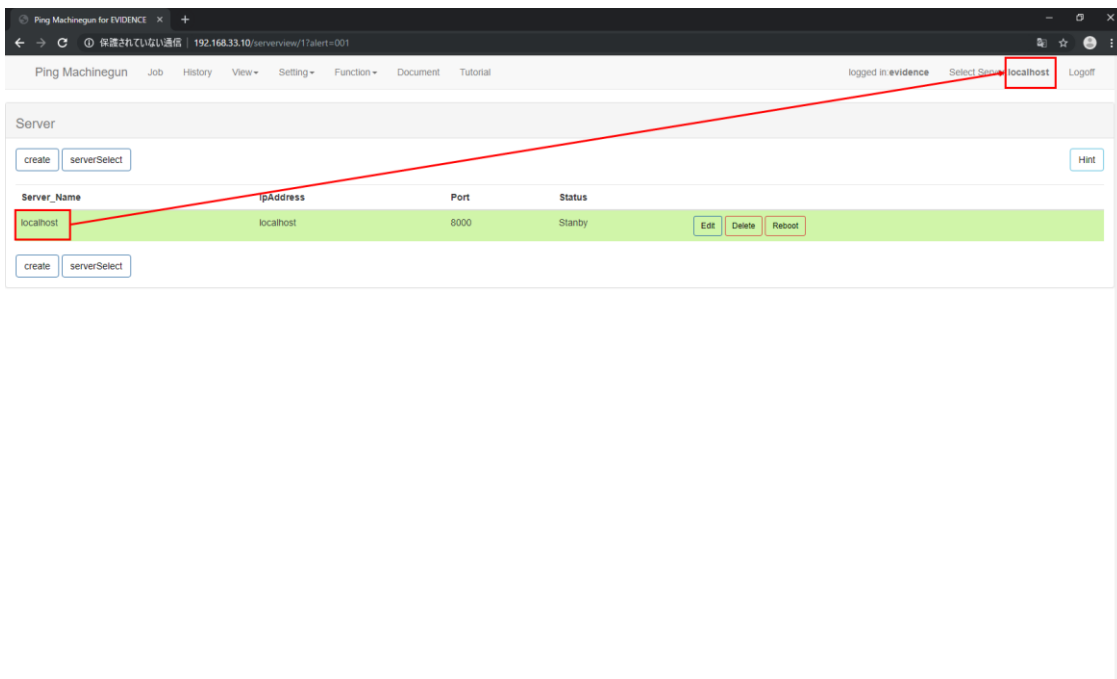 Ping Machinegun for EVIDENCE
保護されていない通信 | 192.168.33.10/serverview/1?alert=001
Ping Machinegun Job History View Setting Function Document Tutorial logged in:evidence Select Server localhost Logoff
Server
create serverSelect Hint
Server_Name IpAddress Port Status
localhost localhost 8000 Stanby Edit Delete Reboot
create serverSelect